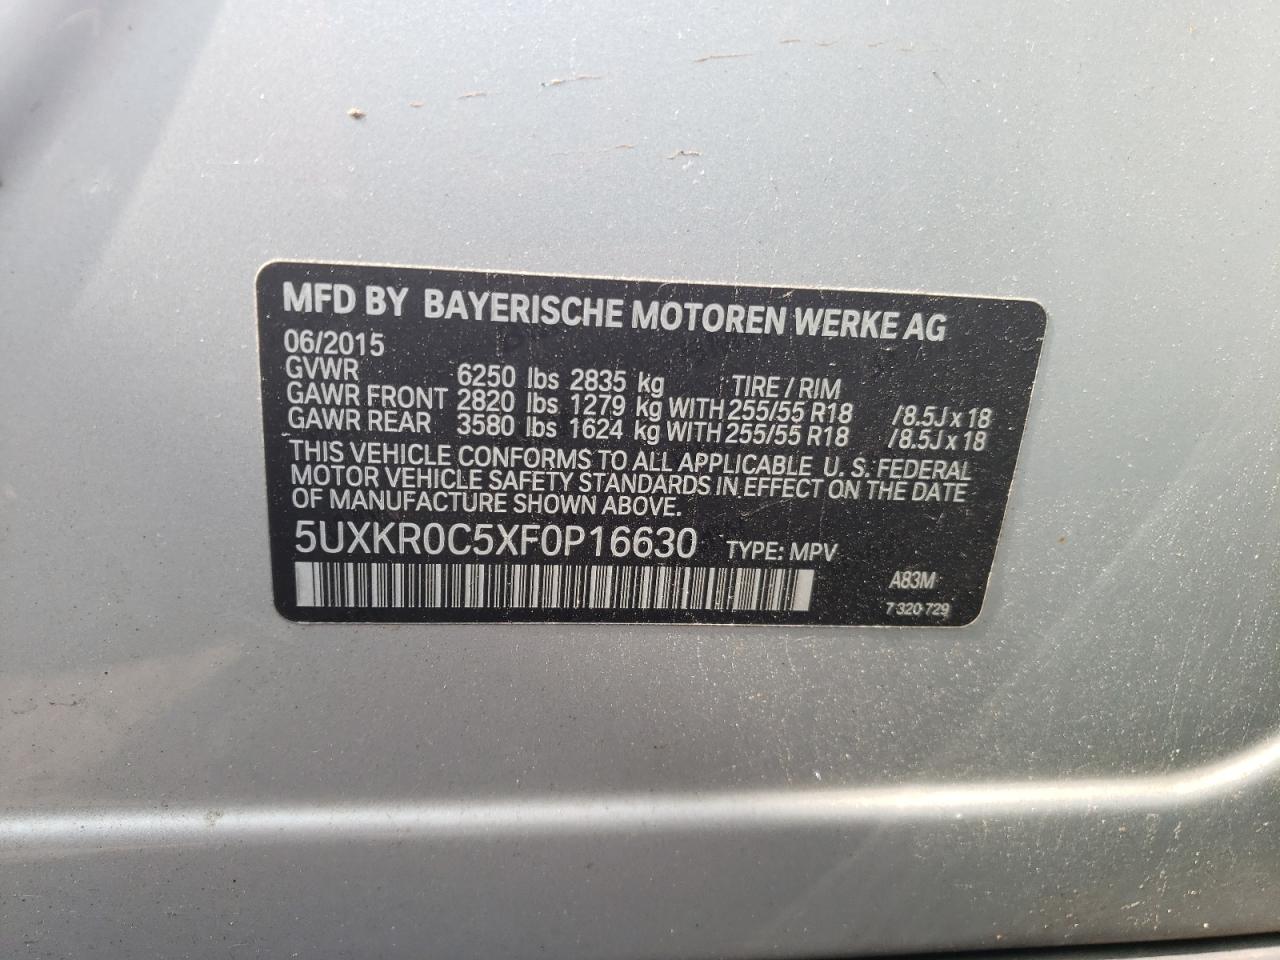 MFD BY BAYERISCHE MOTOREN WERKE AG
06/2015
GVWR 6250 lbs 2835 kg TIRE / RIM
GAWR FRONT 2820 lbs 1279 kg WITH 255/55 R18 /8.5J x 18
GAWR REAR 3580 lbs 1624 kg WITH 255/55 R18 /8.5J x 18
THIS VEHICLE CONFORMS TO ALL APPLICABLE U. S. FEDERAL
MOTOR VEHICLE SAFETY STANDARDS IN EFFECT ON THE DATE
OF MANUFACTURE SHOWN ABOVE.
5UXKR0C5XF0P16630 TYPE: MPV
A83M
7 320 729